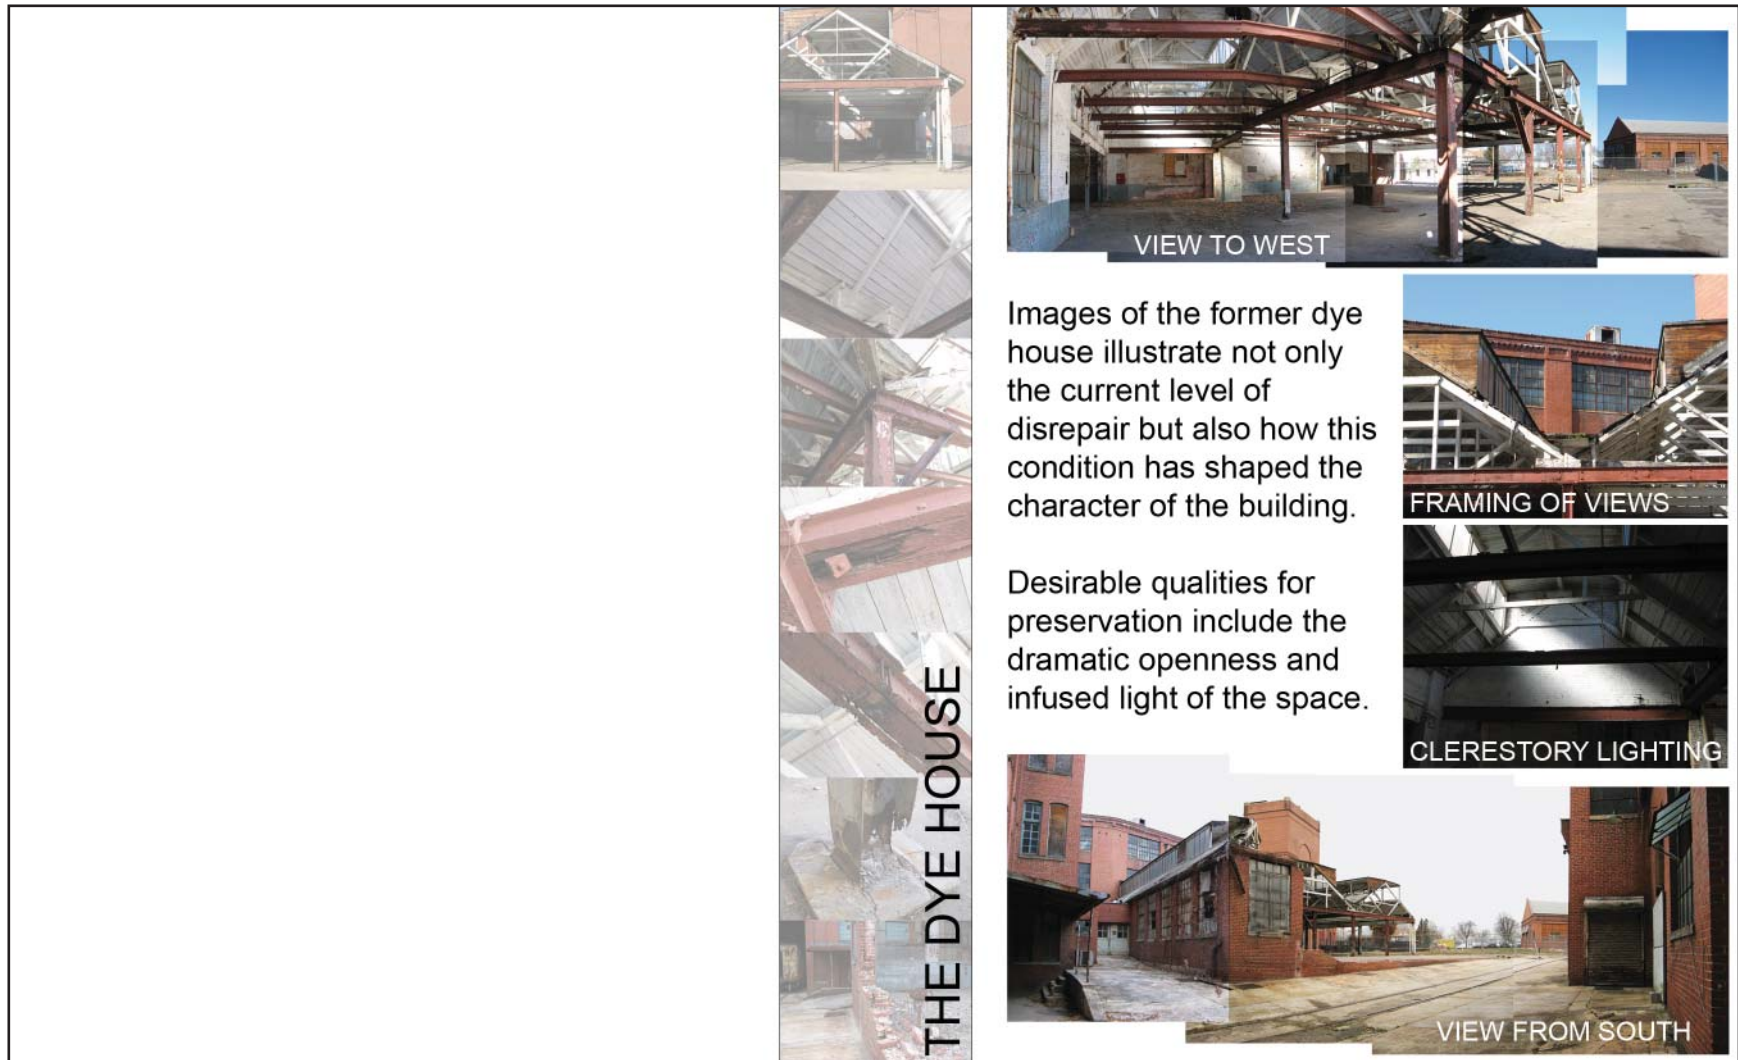 THE DYE HOUSE
VIEW TO WEST
Images of the former dye
house illustrate not only
the current level of
disrepair but also how this
condition has shaped the
character of the building.
Desirable qualities for
preservation include the
dramatic openness and
infused light of the space.
FRAMING OF VIEWS
CLERESTORY LIGHTING
VIEW FROM SOUTH